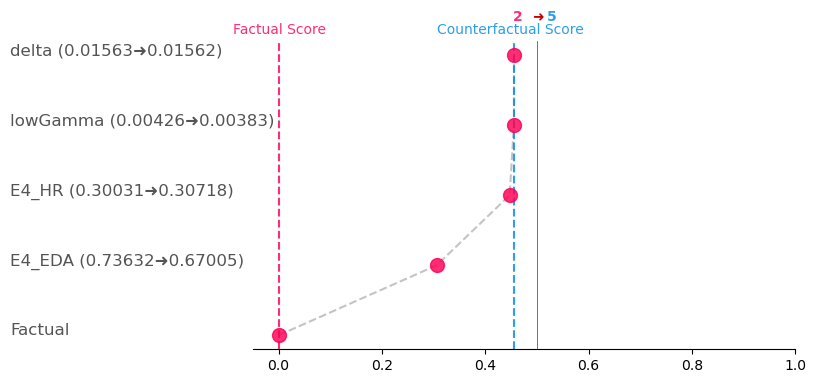 2 ➔ 5
Factual Score
Counterfactual Score
delta (0.01563➔0.01562)
lowGamma (0.00426➔0.00383)
E4_HR (0.30031➔0.30718)
E4_EDA (0.73632➔0.67005)
Factual
0.0 0.2 0.4 0.6 0.8 1.0